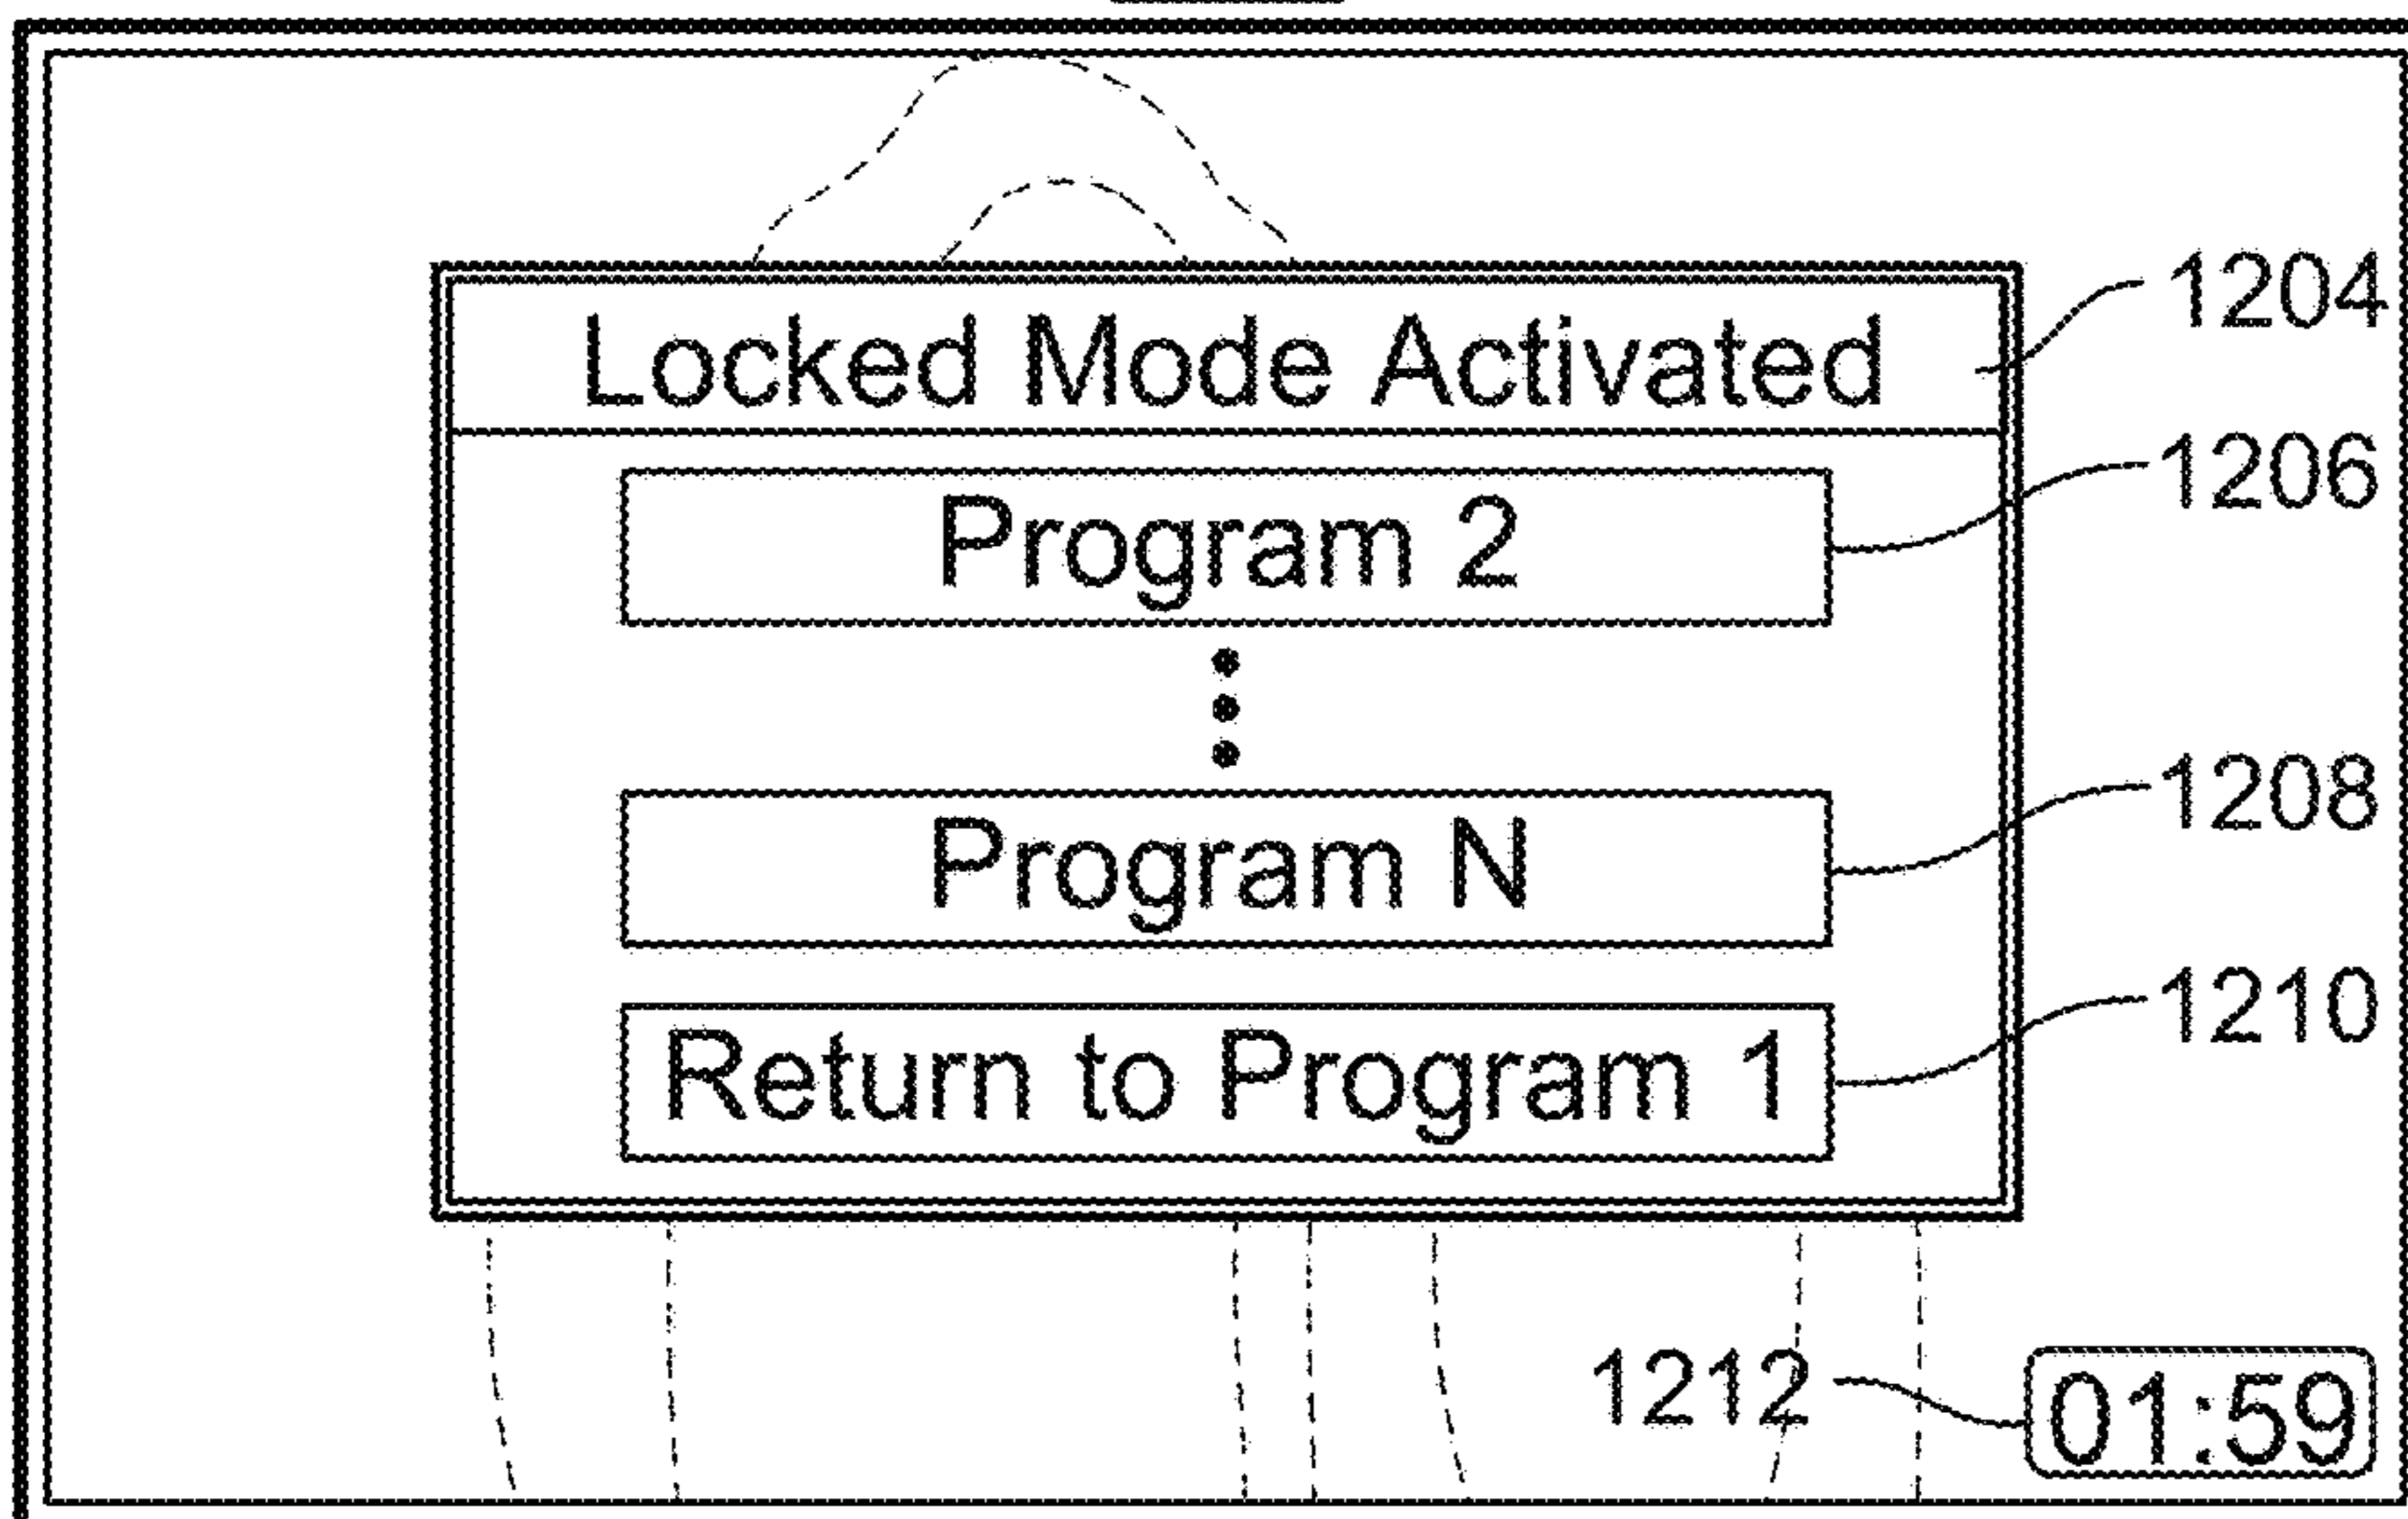 Locked Mode Activated
1204
Program 2
1206
Program N
1208
Return to Program 1
1210
1212
01:59